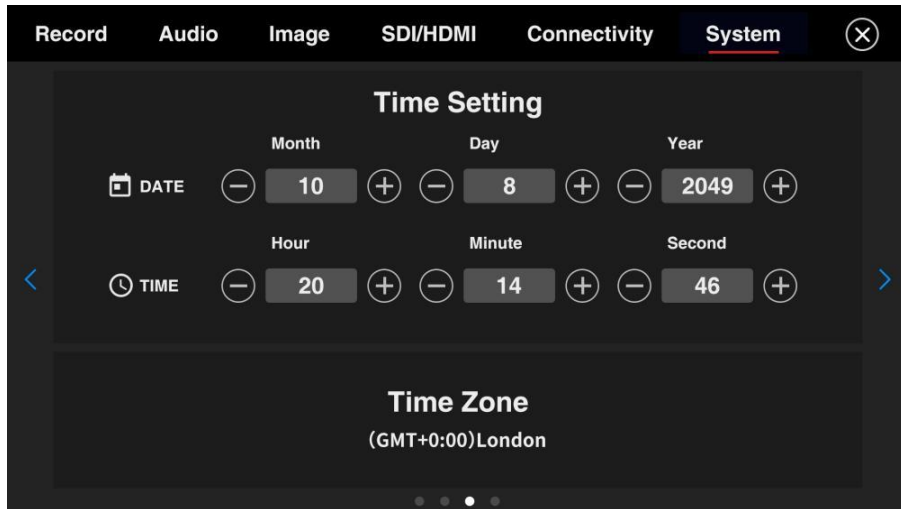 Record Audio Image SDI/HDMI Connectivity System
Time Setting
Month Day Year
DATE 10 8 2049
Hour Minute Second
TIME 20 14 46
Time Zone
(GMT+0:00)London